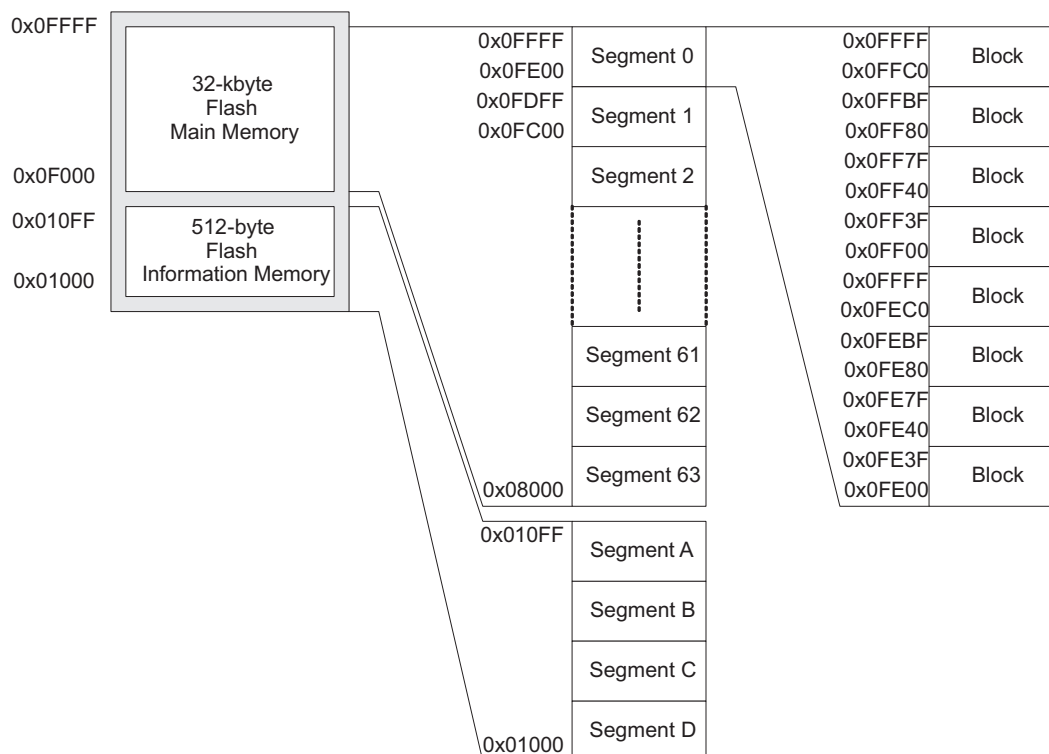 0x0FFFF
32-kbyte
Flash
Main Memory
0x0F000
0x010FF
512-byte
Flash
Information Memory
0x01000
0x0FFFF
0x0FE00
Segment 0
0x0FDFF
0x0FC00
Segment 1
Segment 2
Segment 61
Segment 62
Segment 63
0x08000
0x010FF
Segment A
Segment B
Segment C
Segment D
0x01000
0x0FFFF
0x0FFC0
Block
0x0FFBF
0x0FF80
Block
0x0FF7F
0x0FF40
Block
0x0FF3F
0x0FF00
Block
0x0FFFF
0x0FEC0
Block
0x0FEBF
0x0FE80
Block
0x0FE7F
0x0FE40
Block
0x0FE3F
0x0FE00
Block